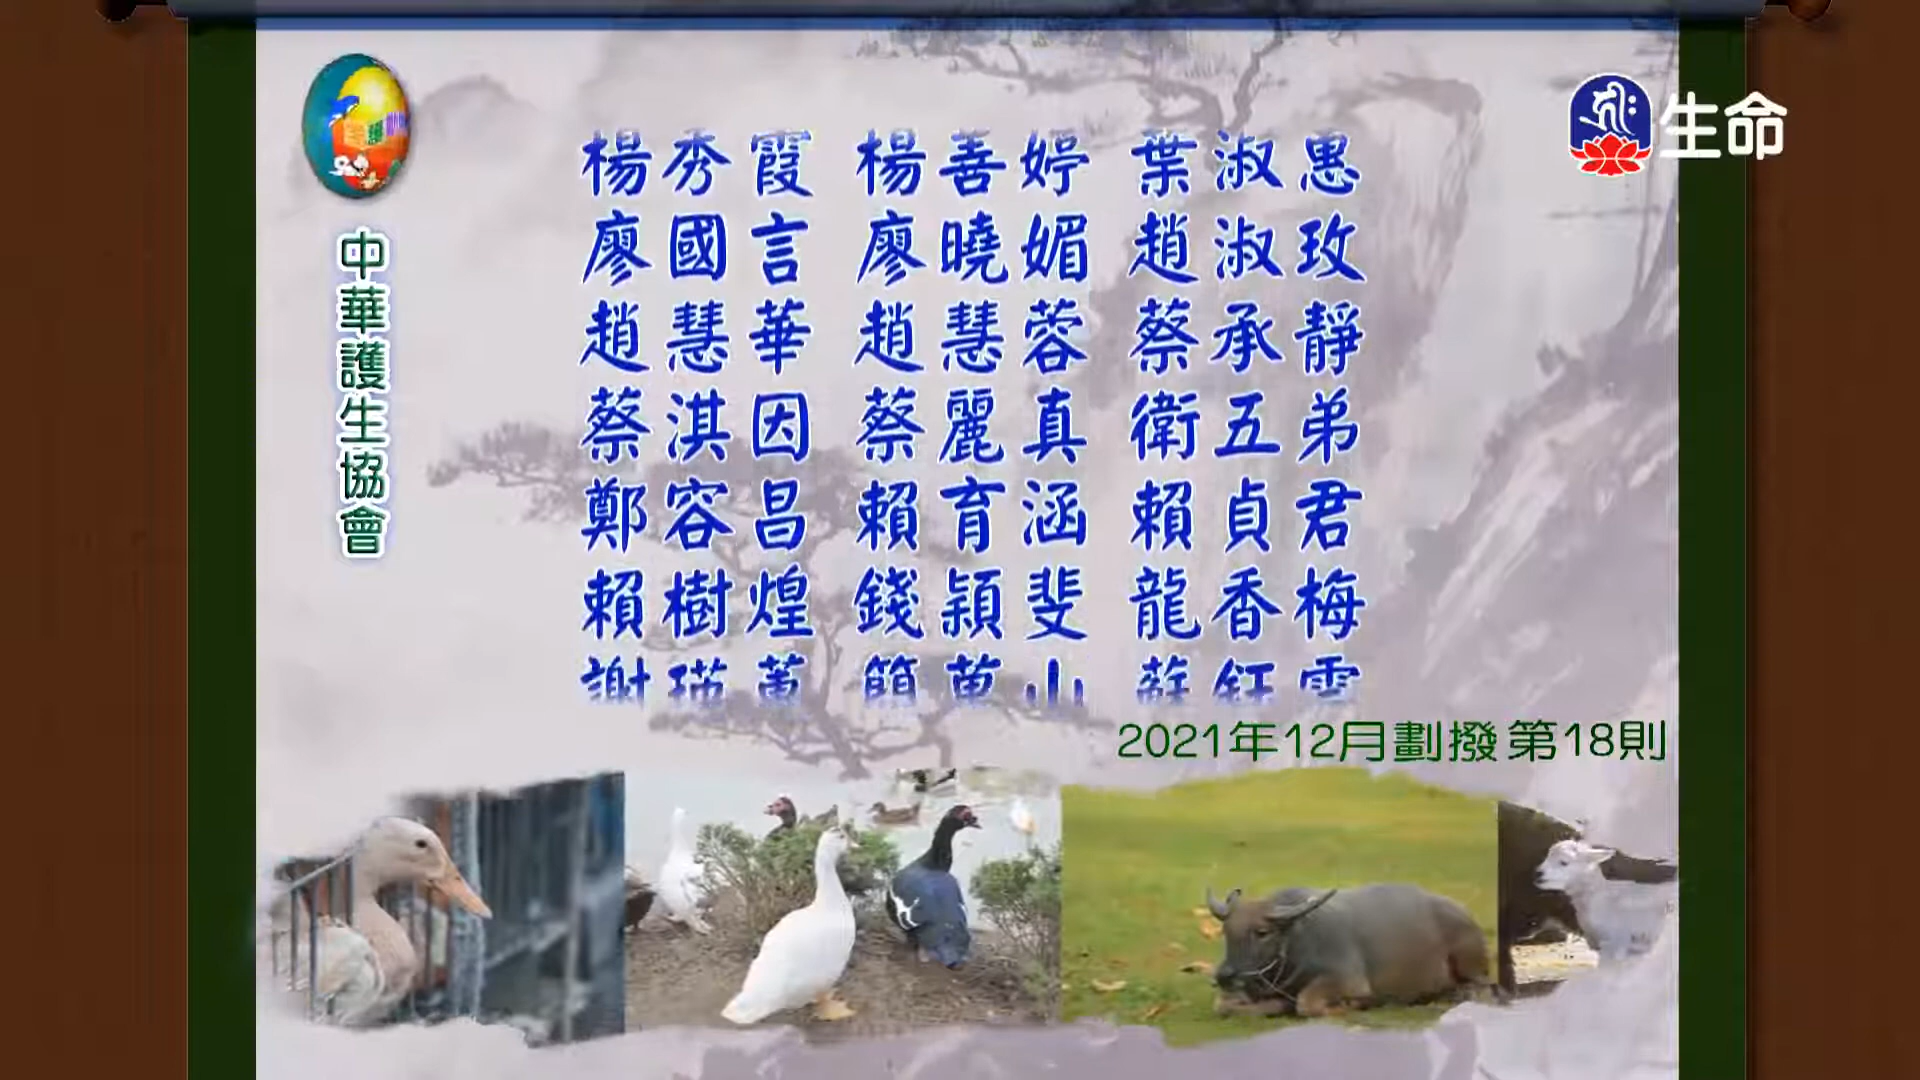 生命
中華護生協會
楊秀霞 楊善婷 葉淑愚
廖國言 廖曉媚 趙淑玫
趙慧華 趙慧蓉 蔡承靜
蔡淇因 蔡麗真 衛五弟
鄭容昌 賴育涵 賴貞君
賴樹煌 錢穎斐 龍香梅
2021年12月劃撥第18則